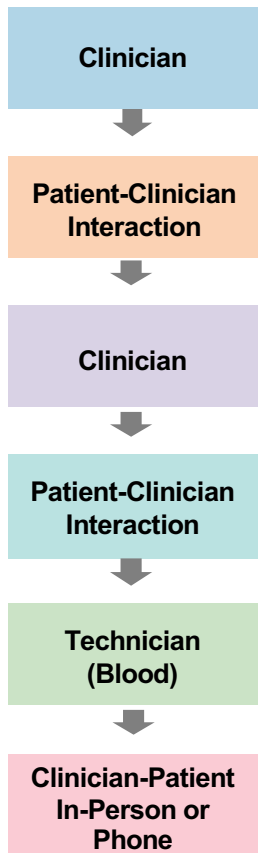 Clinician
Patient-Clinician
Interaction
Clinician
Patient-Clinician
Interaction
Technician
(Blood)
Clinician-Patient
In-Person or
Phone